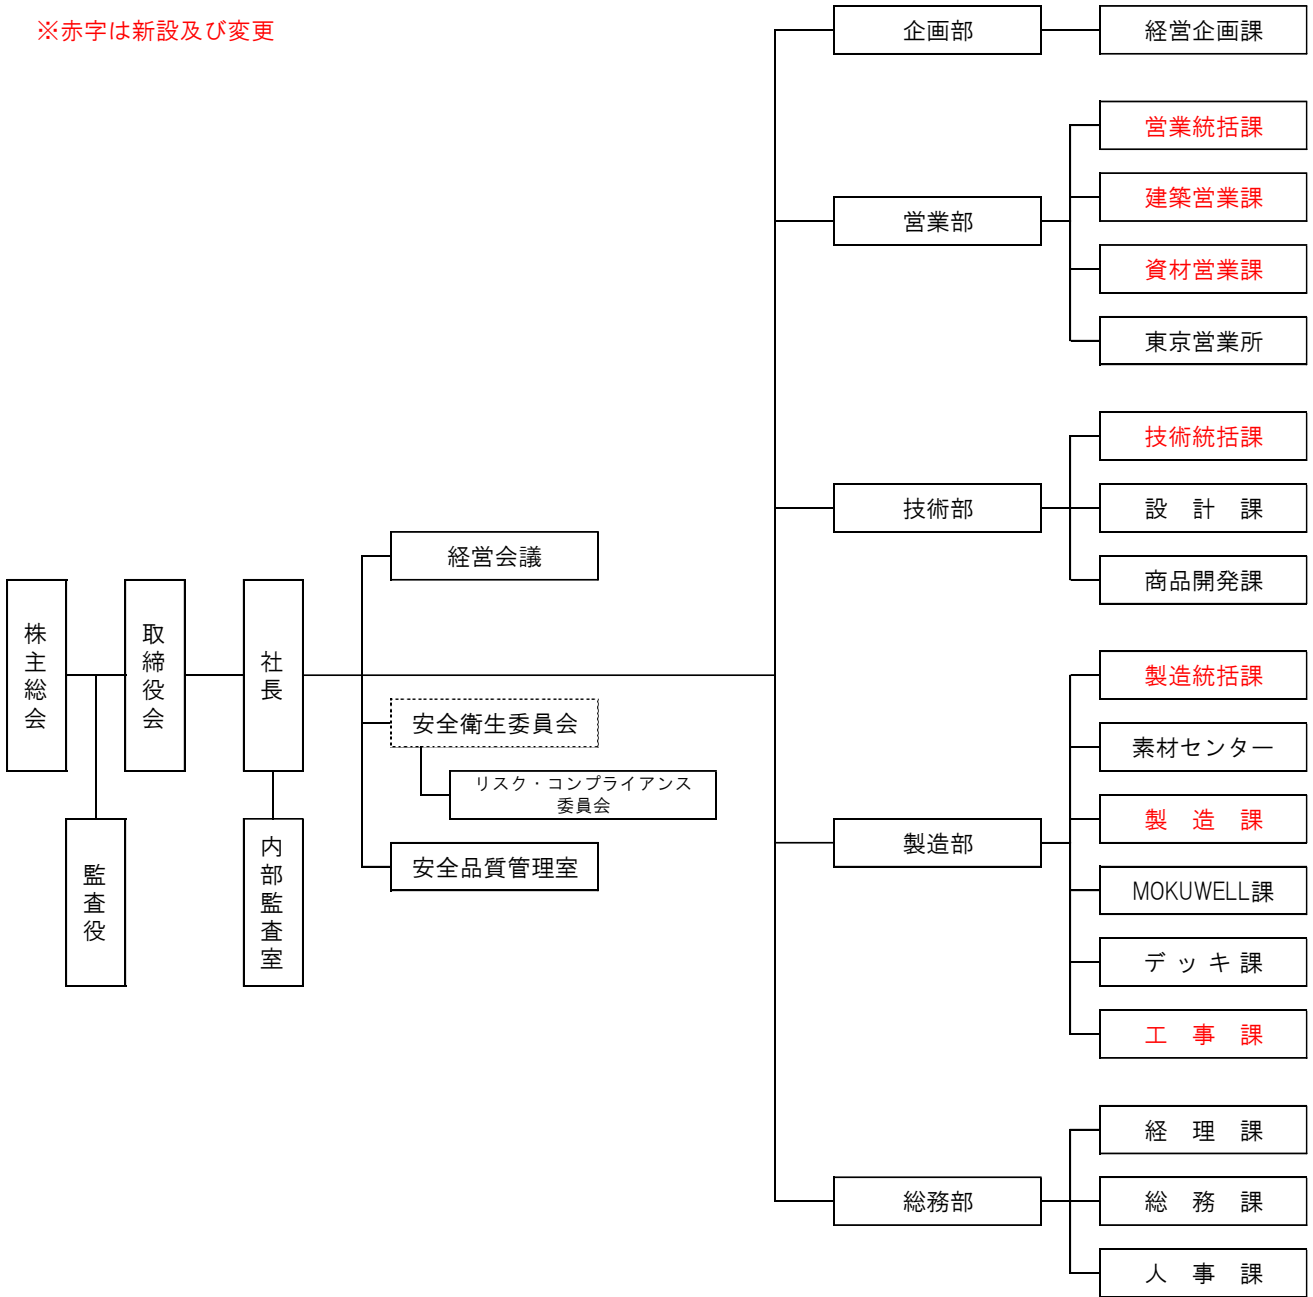 ※赤字は新設及び変更
株主総会
取締役会
社長
監査役
内部監査室
経営会議
安全衛生委員会
リスク・コンプライアンス
委員会
安全品質管理室
企画部
経営企画課
営業部
営業統括課
建築営業課
資材営業課
東京営業所
技術部
技術統括課
設　計　課
商品開発課
製造部
製造統括課
素材センター
製　造　課
MOKUWELL課
デ ッ キ 課
工　事　課
総務部
経　理　課
総　務　課
人　事　課